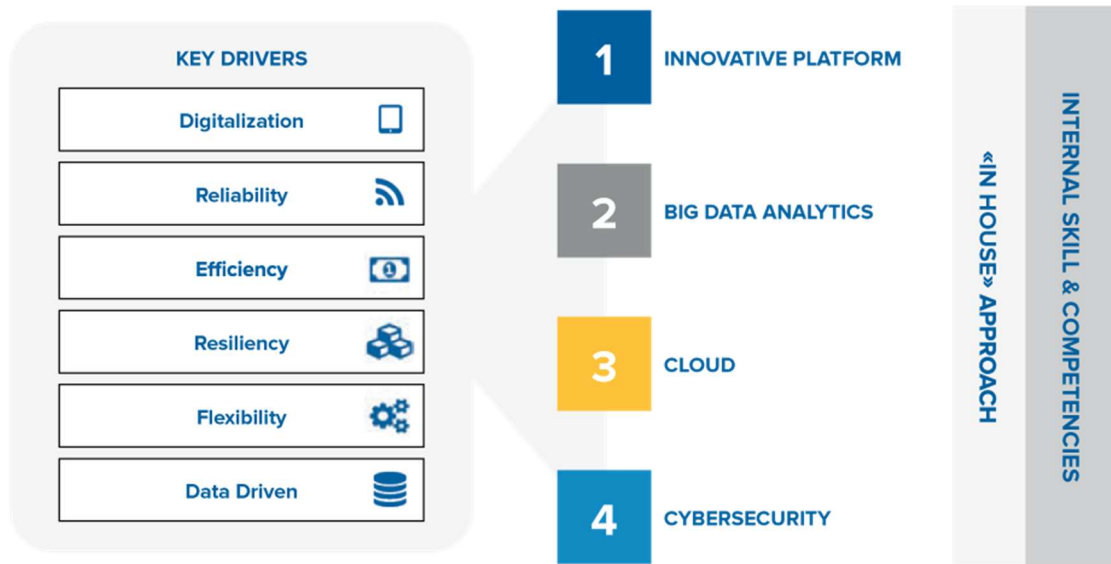 KEY DRIVERS
Digitalization
Reliability
Efficiency
1
Resiliency
Flexibility
Data Driven
1
INNOVATIVE PLATFORM
2
BIG DATA ANALYTICS
3
CLOUD
4
CYBERSECURITY
«IN HOUSE» APPROACH
INTERNAL SKILL & COMPETENCIES